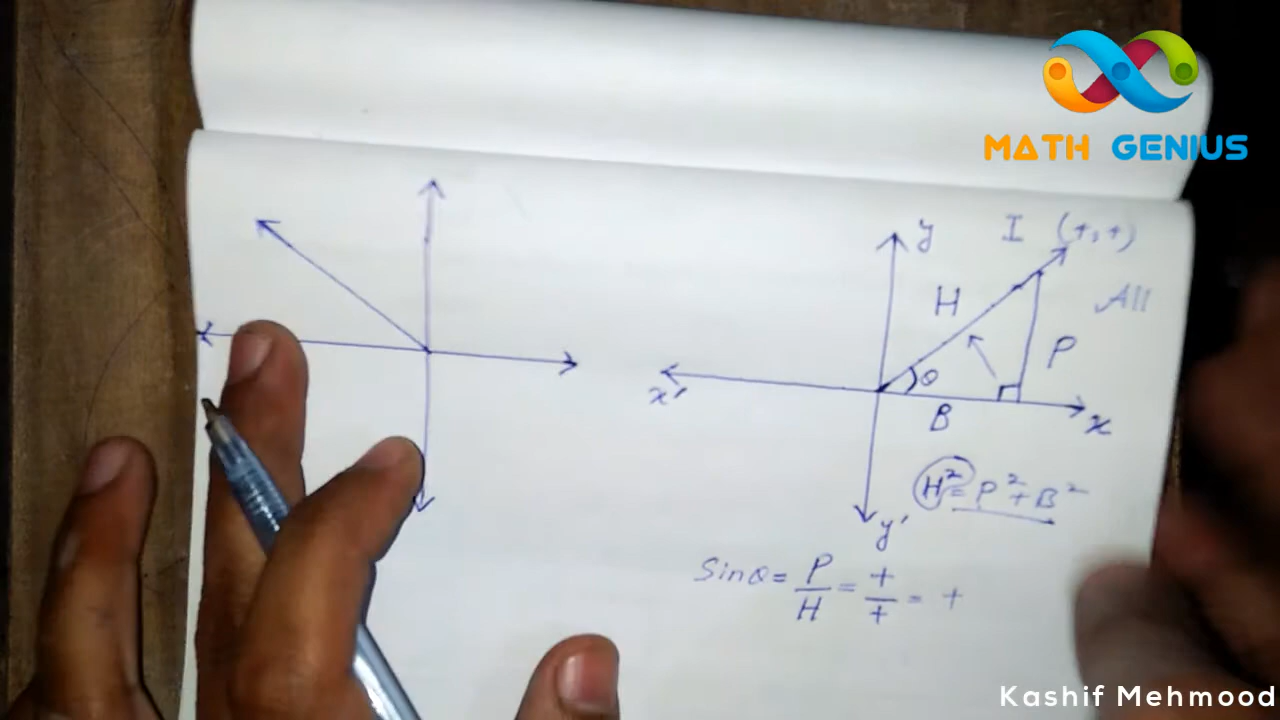 MATH GENIUS
y
I (+,+)
All
H
P
θ
x'
B
x
H² = P² + B²
y'
Sinθ = P/H = +/+ = +
Kashif Mehmood